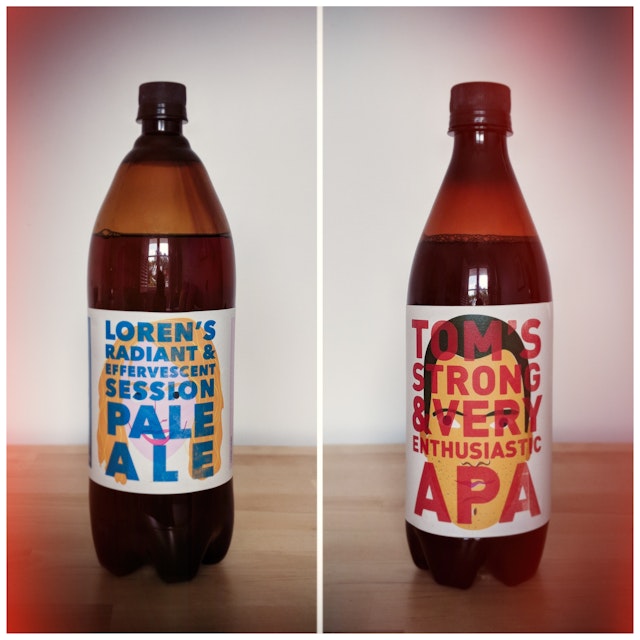 LOREN'S
RADIANT &
EFFERVESCENT
SESSION
PALE
ALE
TOM'S
STRONG
& VERY
ENTHUSIASTIC
APA